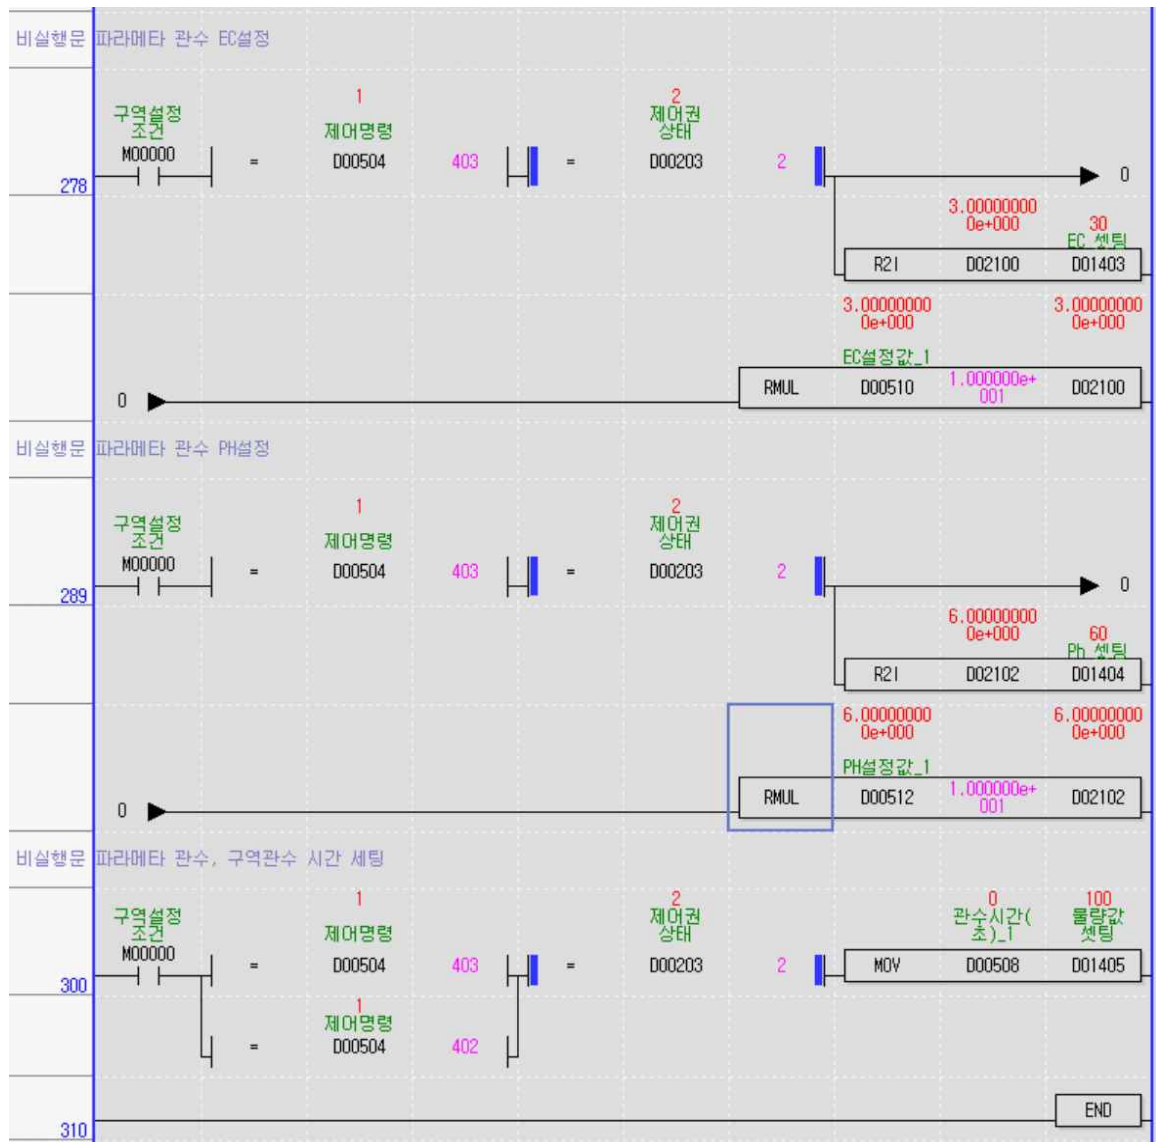 비실행문 파라메타 관수 EC설정
1 2
구역설정 제어권
조건 제어명령 상태
M00000 = D00504 403 = D00203 2
278 0
3.00000000
0e+000 30
EC 셋팅
R2I D02100 D01403
3.00000000 3.00000000
0e+000 0e+000
EC설정값_1
RMUL D00510 1.000000e+ D02100
0 001
비실행문 파라메타 관수 PH설정
1 2
구역설정 제어권
조건 제어명령 상태
M00000 = D00504 403 = D00203 2
289 0
6.00000000
0e+000 60
Ph 셋팅
R2I D02102 D01404
6.00000000 6.00000000
0e+000 0e+000
PH설정값_1
RMUL D00512 1.000000e+ D02102
0 001
비실행문 파라메타 관수, 구역관수 시간 세팅
1 2 0 100
구역설정 제어권 관수시간( 물량값
조건 제어명령 상태 초)_1 셋팅
M00000 = D00504 403 = D00203 2 MOV D00508 D01405
300
1
제어명령
= D00504 402
END
310